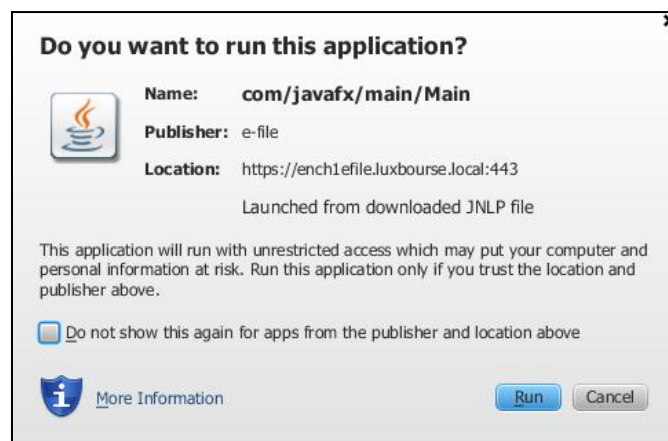 Do you want to run this application?
Name: com/javafx/main/Main
Publisher: e-file
Location: https://ench1efile.luxbourse.local:443
Launched from downloaded JNLP file
This application will run with unrestricted access which may put your computer and
personal information at risk. Run this application only if you trust the location and
publisher above.
Do not show this again for apps from the publisher and location above
More Information
Run Cancel